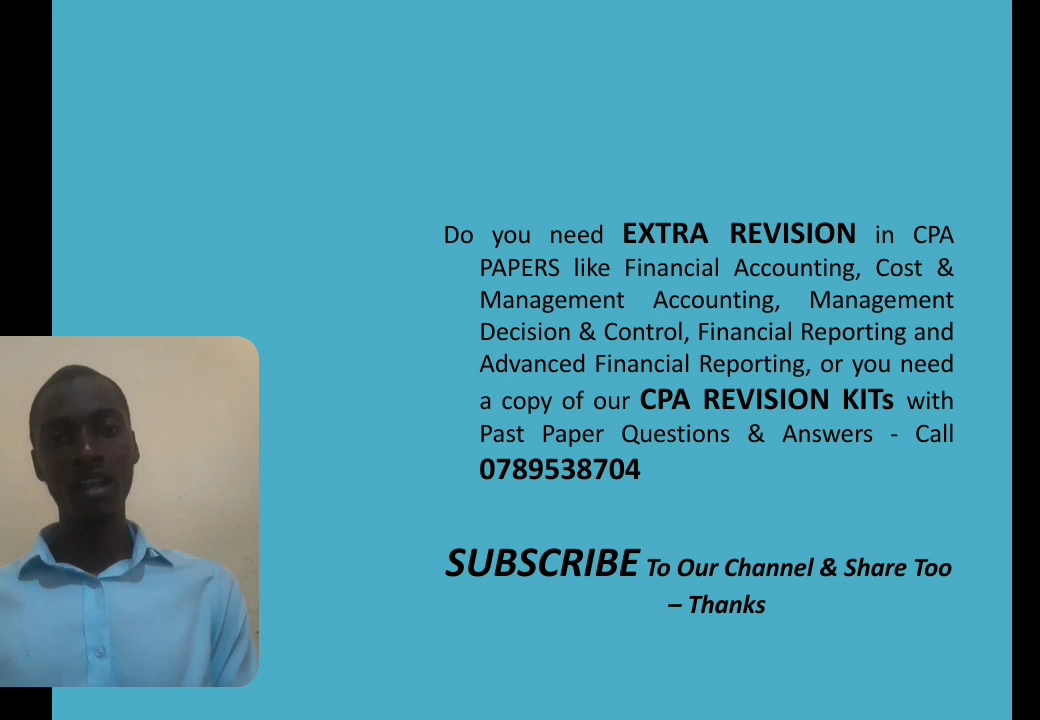 Do you need EXTRA REVISION in CPA
PAPERS like Financial Accounting, Cost &
Management Accounting, Management
Decision & Control, Financial Reporting and
Advanced Financial Reporting, or you need
a copy of our CPA REVISION KITs with
Past Paper Questions & Answers - Call
0789538704
SUBSCRIBE To Our Channel & Share Too
– Thanks